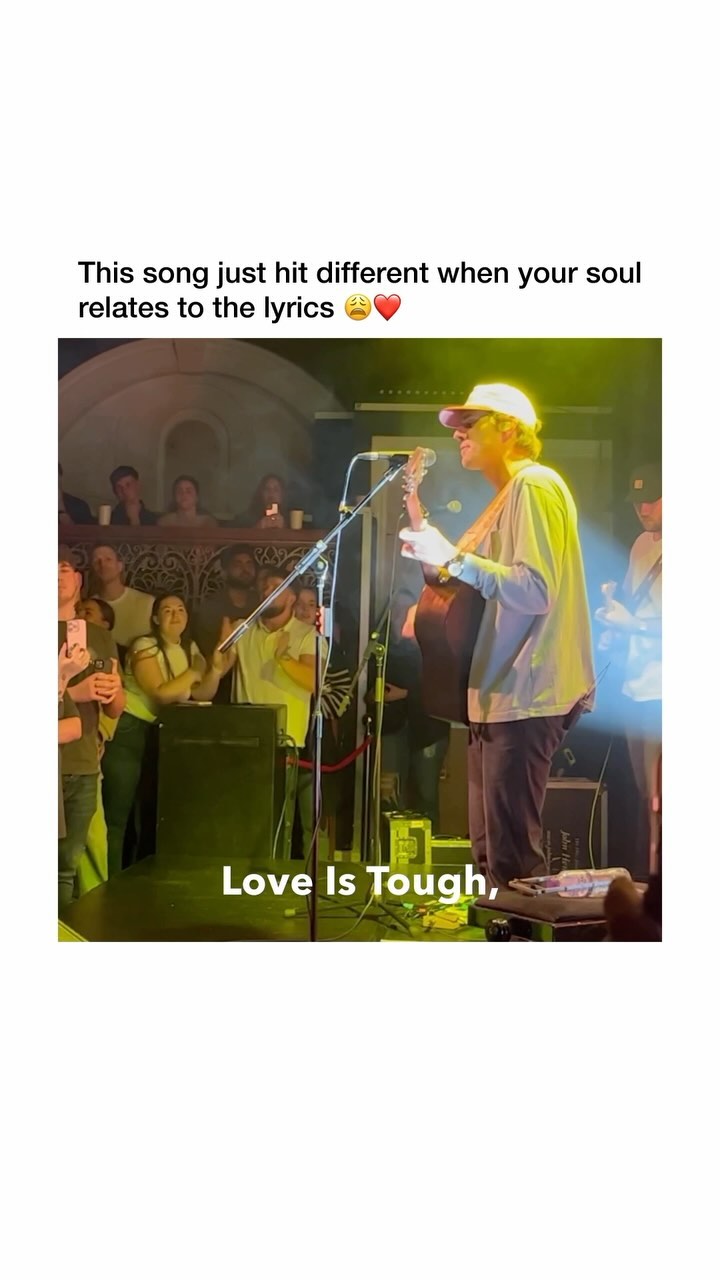 This song just hit different when your soul
relates to the lyrics 😩❤️
Love Is Tough,